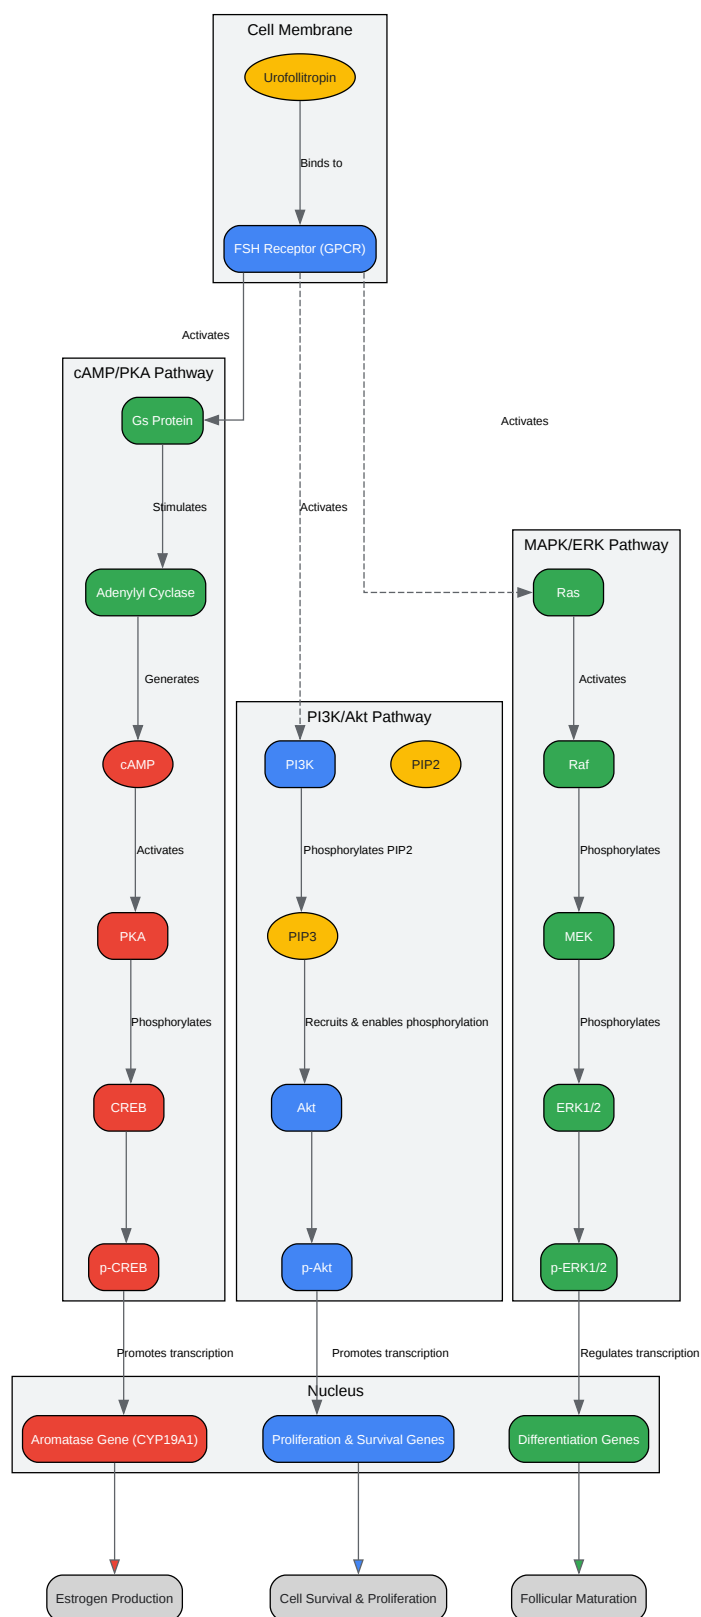 Cell Membrane
Urofollitropin
Binds to
FSH Receptor (GPCR)
Activates
cAMP/PKA Pathway
Gs Protein
Activates
Stimulates
Activates
MAPK/ERK Pathway
Adenylyl Cyclase
Ras
Generates
Activates
PI3K/Akt Pathway
cAMP
PI3K
PIP2
Raf
Activates
Phosphorylates PIP2
Phosphorylates
PKA
PIP3
MEK
Phosphorylates
Recruits & enables phosphorylation
Phosphorylates
CREB
Akt
ERK1/2
p-CREB
p-Akt
p-ERK1/2
Promotes transcription
Promotes transcription
Regulates transcription
Nucleus
Aromatase Gene (CYP19A1)
Proliferation & Survival Genes
Differentiation Genes
Estrogen Production
Cell Survival & Proliferation
Follicular Maturation